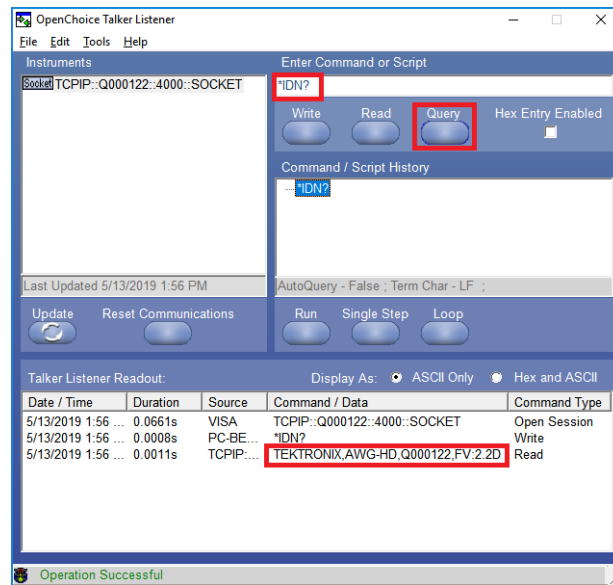 OpenChoice Talker Listener
File Edit Tools Help
Instruments
Enter Command or Script
Socket TCPIP::Q000122::4000::SOCKET
*IDN?
Write Read Query Hex Entry Enabled
Command / Script History
*IDN?
Last Updated 5/13/2019 1:56 PM
AutoQuery - False ; Term Char - LF ;
Update Reset Communications
Run Single Step Loop
Talker Listener Readout:
Display As: ASCII Only Hex and ASCII
Date / Time Duration Source Command / Data Command Type
5/13/2019 1:56 ... 0.0661s VISA TCPIP::Q000122::4000::SOCKET Open Session
5/13/2019 1:56 ... 0.0008s PC-BE... *IDN? Write
5/13/2019 1:56 ... 0.0011s TCPIP:... TEKTRONIX,AWG-HD,Q000122,FV:2.2D Read
Operation Successful